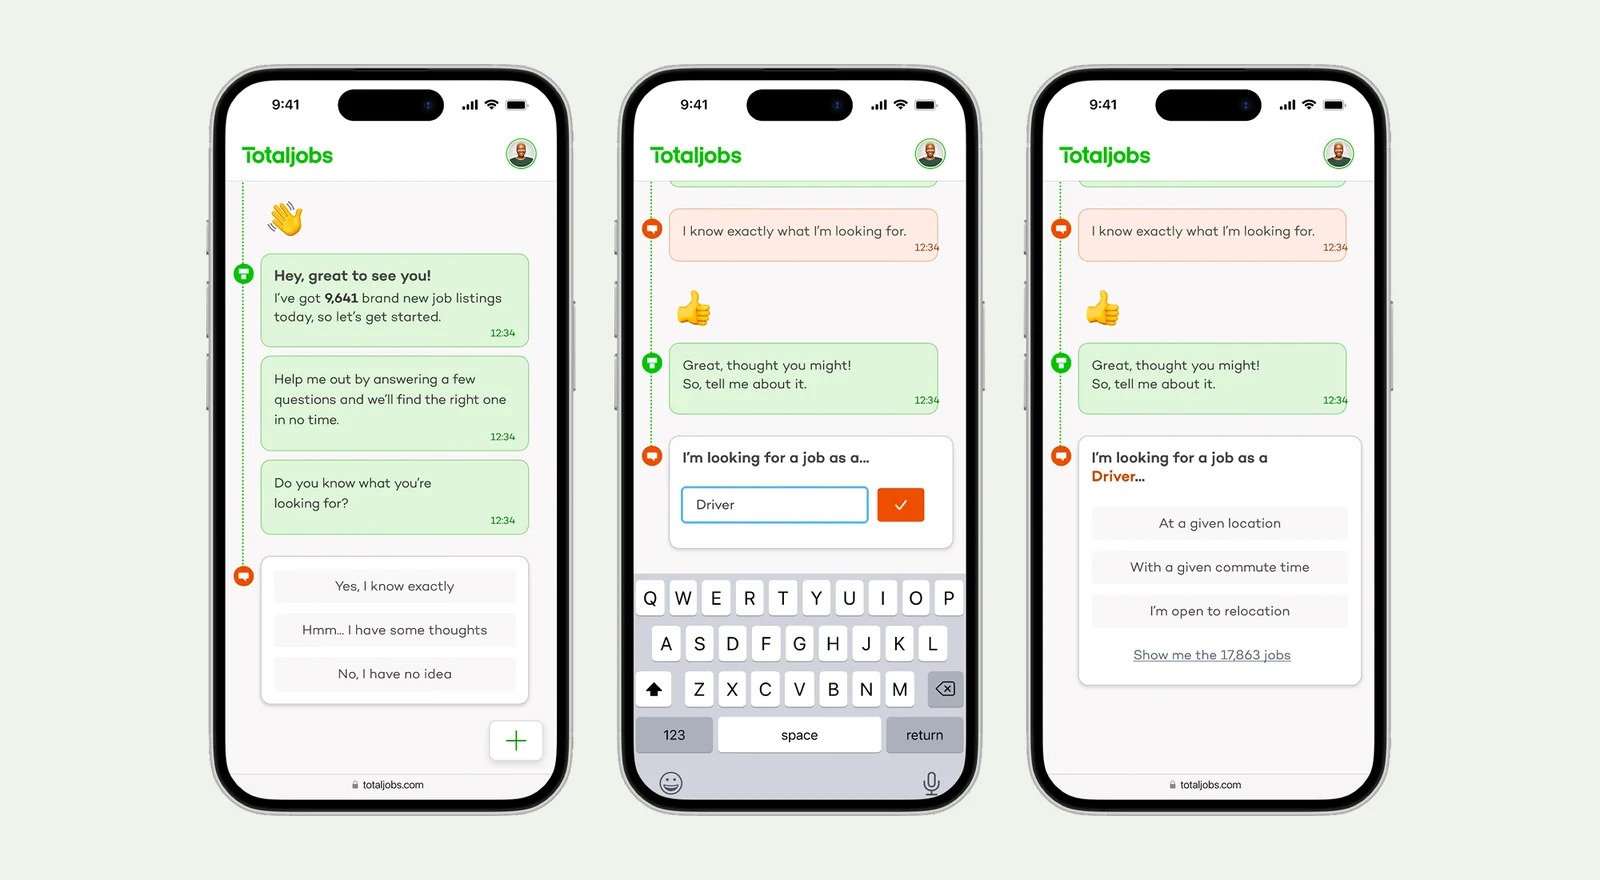 9:41
Totaljobs
Hey, great to see you!
I've got 9,641 brand new job listings
today, so let's get started.
12:34
Help me out by answering a few
questions and we'll find the right one
in no time.
12:34
Do you know what you're
looking for?
12:34
Yes, I know exactly
Hmm... I have some thoughts
No, I have no idea
totaljobs.com
9:41
Totaljobs
I know exactly what I'm looking for.
12:34
Great, thought you might!
So, tell me about it.
12:34
I'm looking for a job as a...
Driver
Q W E R T Y U I O P
A S D F G H J K L
Z X C V B N M
123 space return
9:41
Totaljobs
I know exactly what I'm looking for.
12:34
Great, thought you might!
So, tell me about it.
12:34
I'm looking for a job as a
Driver...
At a given location
With a given commute time
I'm open to relocation
Show me the 17,863 jobs
totaljobs.com